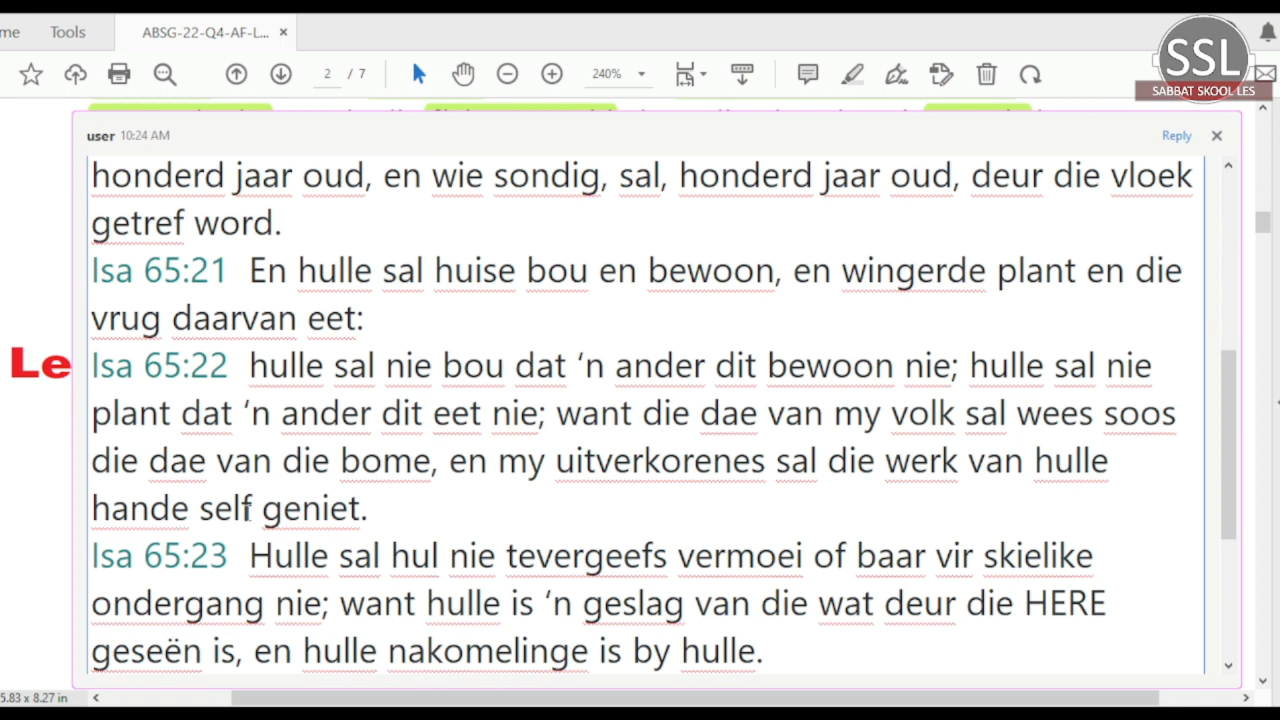 me Tools ABSG-22-Q4-AF-L... ×
2 / 7 240%
SSL
SABBAT SKOOL LES
user 10:24 AM Reply
honderd jaar oud, en wie sondig, sal, honderd jaar oud, deur die vloek
getref word.
Isa 65:21 En hulle sal huise bou en bewoon, en wingerde plant en die
vrug daarvan eet:
Le
Isa 65:22 hulle sal nie bou dat ‘n ander dit bewoon nie; hulle sal nie
plant dat ‘n ander dit eet nie; want die dae van my volk sal wees soos
die dae van die bome, en my uitverkorenes sal die werk van hulle
hande self geniet.
Isa 65:23 Hulle sal hul nie tevergeefs vermoei of baar vir skielike
ondergang nie; want hulle is ‘n geslag van die wat deur die HERE
geseën is, en hulle nakomelinge is by hulle.
5.83 x 8.27 in